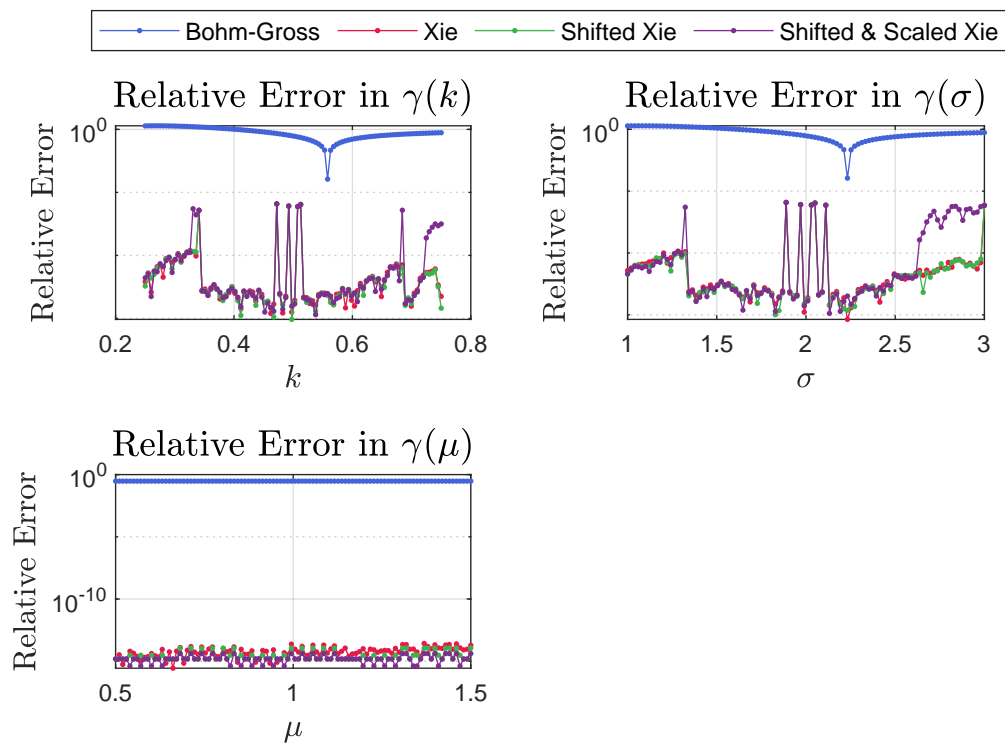 Bohm-Gross Xie Shifted Xie Shifted & Scaled Xie
Relative Error in γ(k)
Relative Error
10^0
0.2 0.4 0.6 0.8
k
Relative Error in γ(σ)
Relative Error
10^0
1 1.5 2 2.5 3
σ
Relative Error in γ(μ)
Relative Error
10^0
10^-10
0.5 1 1.5
μ